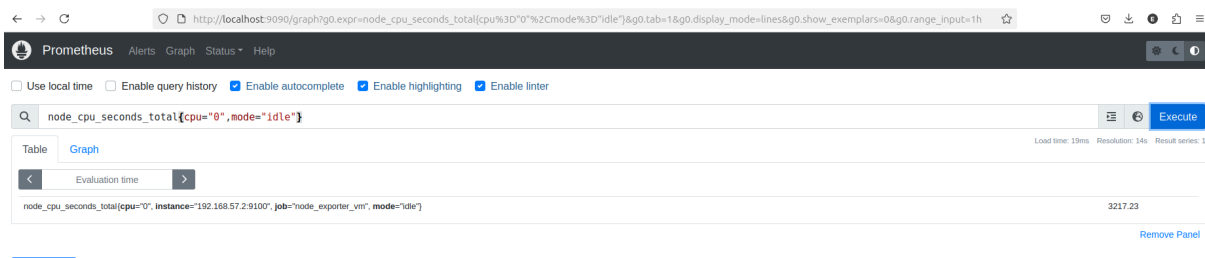 http://localhost:9090/graph?g0.expr=node_cpu_seconds_total{cpu%3D"0"%2Cmode%3D"idle"}&g0.tab=1&g0.display_mode=lines&g0.show_exemplars=0&g0.range_input=1h
Prometheus Alerts Graph Status Help
Use local time Enable query history Enable autocomplete Enable highlighting Enable linter
node_cpu_seconds_total{cpu="0",mode="idle"} Execute
Table Graph Load time: 19ms Resolution: 14s Result series: 1
Evaluation time
node_cpu_seconds_total{cpu="0", instance="192.168.57.2:9100", job="node_exporter_vm", mode="idle"} 3217.23
Remove Panel